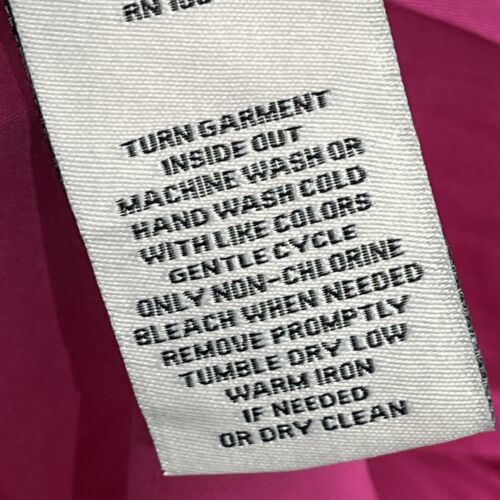 RN
TURN GARMENT
INSIDE OUT
MACHINE WASH OR
HAND WASH COLD
WITH LIKE COLORS
GENTLE CYCLE
ONLY NON-CHLORINE
BLEACH WHEN NEEDED
REMOVE PROMPTLY
TUMBLE DRY LOW
WARM IRON
IF NEEDED
OR DRY CLEAN